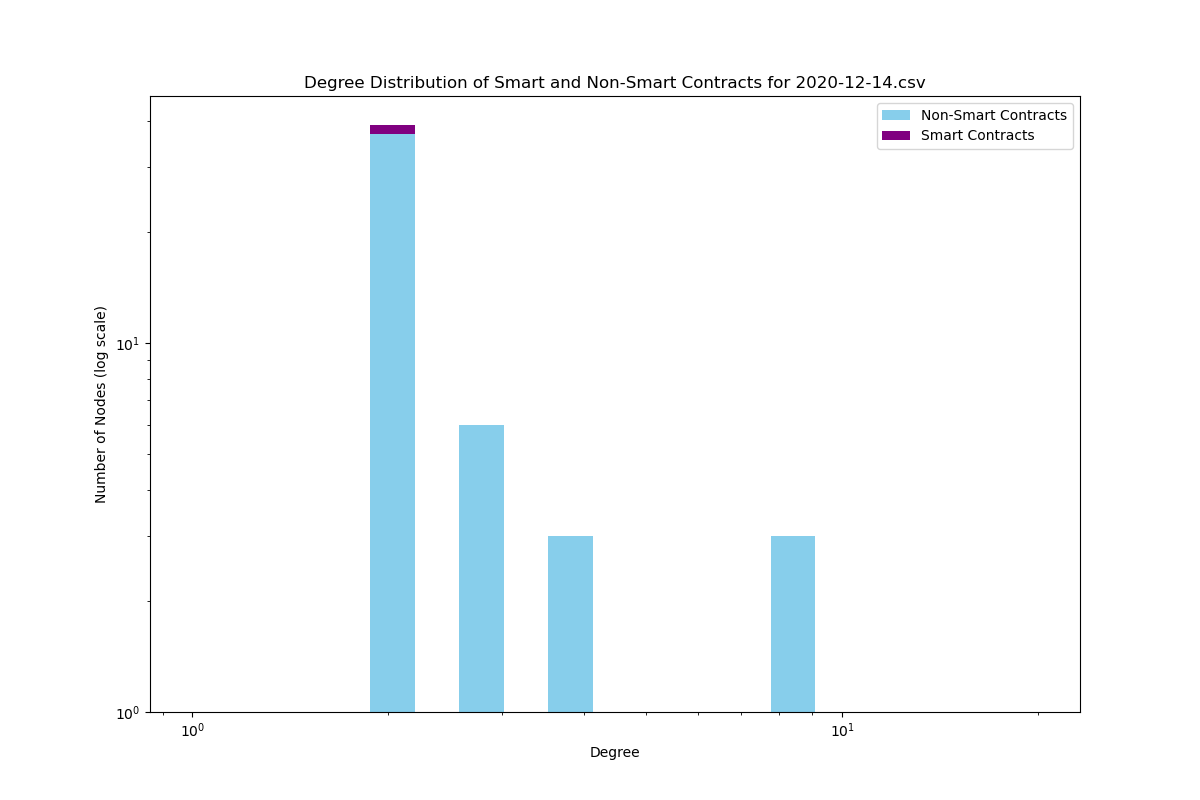 Degree Distribution of Smart and Non-Smart Contracts for 2020-12-14.csv
Non-Smart Contracts
Smart Contracts
Number of Nodes (log scale)
10¹
10⁰
10⁰ 10¹
Degree